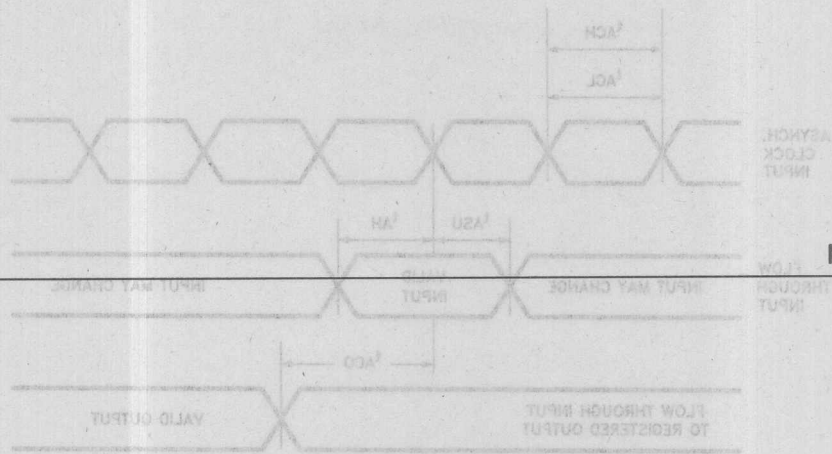 tACH
tACL
ASYNCH.
CLOCK
INPUT
tASU
tAH
FLOW
THROUGH
INPUT
INPUT MAY CHANGE
VALID
INPUT
INPUT MAY CHANGE
tACO
FLOW THROUGH INPUT
TO REGISTERED OUTPUT
VALID OUTPUT